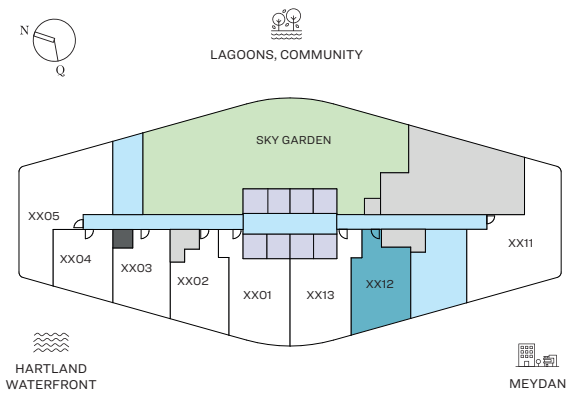 N
Q
LAGOONS, COMMUNITY
SKY GARDEN
XX05
XX04
XX03
XX02
XX01
XX13
XX12
XX11
HARTLAND
WATERFRONT
MEYDAN